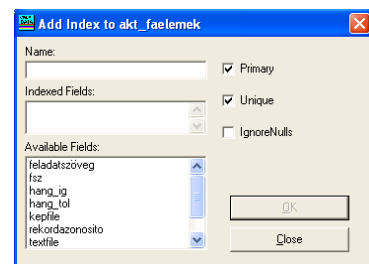 Add Index to akt_faelemek
Name:
Primary
Indexed Fields:
Unique
IgnoreNulls
Available Fields:
feladatszöveg
fsz
hang_ig
hang_tol
kepfile
rekordazonosito
textfile
OK
Close